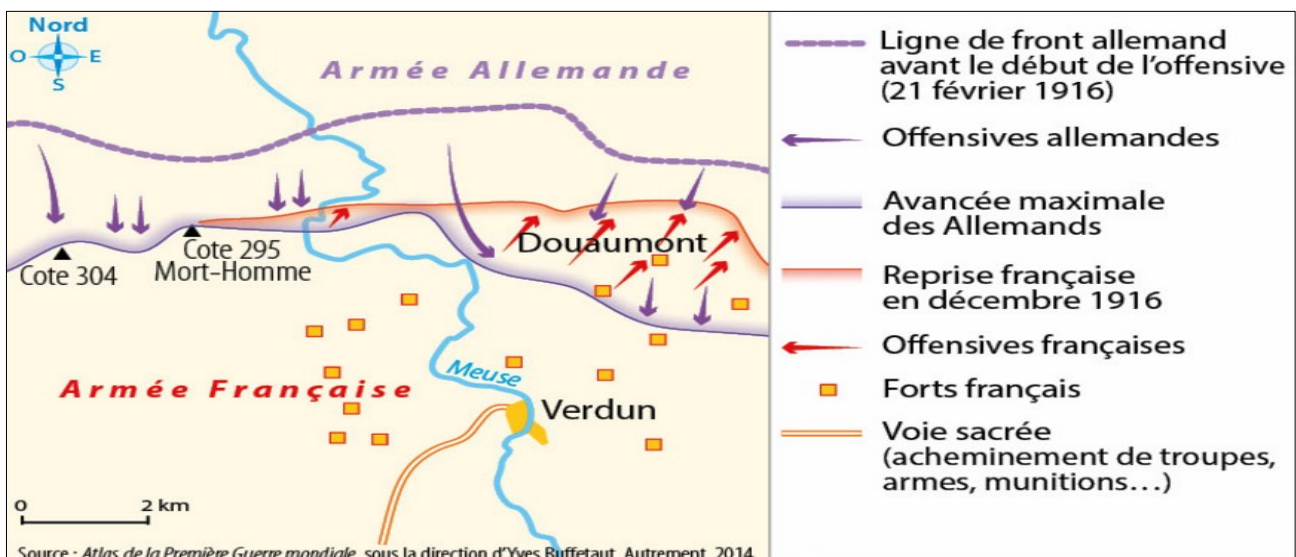 Nord
O E
S
Armée Allemande
Cote 304
Cote 295
Mort-Homme
Douaumont
Armée Française
Meuse
Verdun
0 2 km
Source : Atlas de la Première Guerre mondiale, sous la direction d'Yves Buffetaut, Autrement, 2014
Ligne de front allemand
avant le début de l'offensive
(21 février 1916)
Offensives allemandes
Avancée maximale
des Allemands
Reprise française
en décembre 1916
Offensives françaises
Forts français
Voie sacrée
(acheminement de troupes,
armes, munitions…)